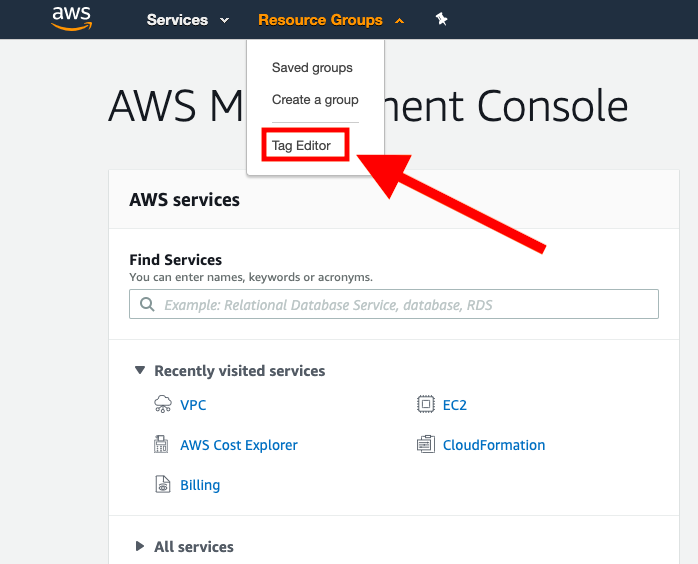 aws
Services
Resource Groups
Saved groups
Create a group
Tag Editor
AWS M
nent Console
AWS services
Find Services
You can enter names, keywords or acronyms.
Example: Relational Database Service, database, RDS
Recently visited services
VPC
EC2
AWS Cost Explorer
CloudFormation
Billing
All services